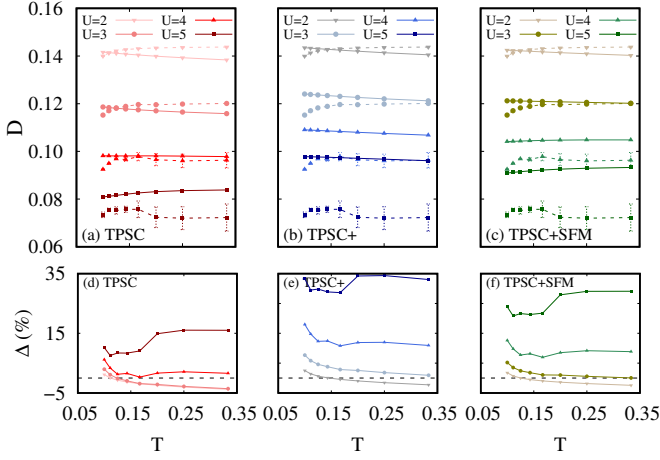 0.16
0.14
0.12
0.10
0.08
0.06
D
U=2 U=4
U=3 U=5
(a) TPSC
U=2 U=4
U=3 U=5
(b) TPSC+
U=2 U=4
U=3 U=5
(c) TPSC+SFM
35
15
−5
Δ (%)
(d) TPSC
(e) TPSC+
(f) TPSC+SFM
0.05 0.15 0.25 0.35
0.05 0.15 0.25 0.35
0.05 0.15 0.25 0.35
T
T
T